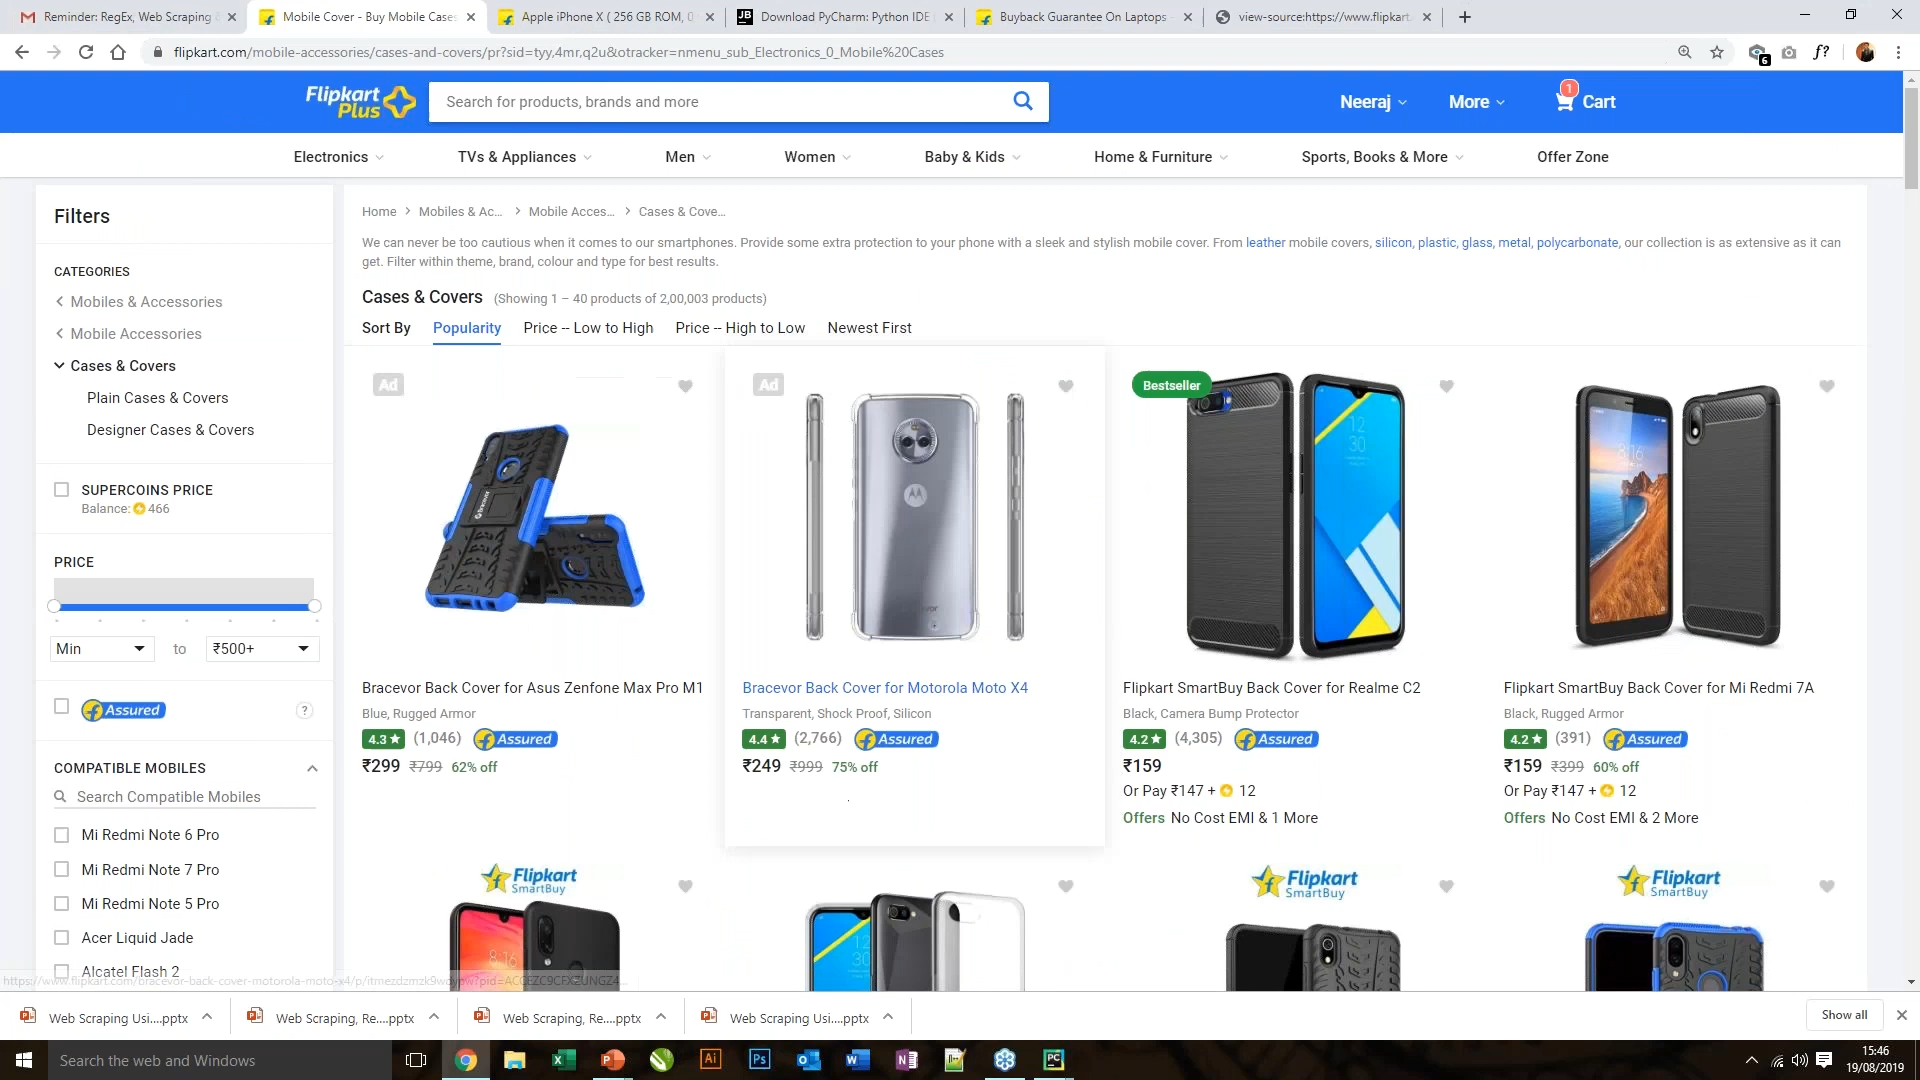 Reminder: RegEx, Web Scraping
Mobile Cover - Buy Mobile Cases
Apple iPhone X ( 256 GB ROM, 0
Download PyCharm: Python IDE
Buyback Guarantee On Laptops
view-source:https://www.flipkart.
flipkart.com/mobile-accessories/cases-and-covers/pr?sid=tyy,4mr,q2u&otracker=nmenu_sub_Electronics_0_Mobile%20Cases
6
f?
Flipkart
Plus
Search for products, brands and more
Neeraj
More
1
Cart
Electronics
TVs & Appliances
Men
Women
Baby & Kids
Home & Furniture
Sports, Books & More
Offer Zone
Filters
CATEGORIES
Mobiles & Accessories
Mobile Accessories
Cases & Covers
Plain Cases & Covers
Designer Cases & Covers
SUPERCOINS PRICE
Balance: 466
PRICE
Min
to
₹500+
Assured
?
COMPATIBLE MOBILES
Search Compatible Mobiles
Mi Redmi Note 6 Pro
Mi Redmi Note 7 Pro
Mi Redmi Note 5 Pro
Acer Liquid Jade
Alcatel Flash 2
Home > Mobiles & Ac... > Mobile Acces... > Cases & Cove...
We can never be too cautious when it comes to our smartphones. Provide some extra protection to your phone with a sleek and stylish mobile cover. From leather mobile covers, silicon, plastic, glass, metal, polycarbonate, our collection is as extensive as it can
get. Filter within theme, brand, colour and type for best results.
Cases & Covers (Showing 1 – 40 products of 2,00,003 products)
Sort By Popularity Price -- Low to High Price -- High to Low Newest First
Ad
Bracevor Back Cover for Asus Zenfone Max Pro M1
Blue, Rugged Armor
4.3 ★ (1,046) Assured
₹299 ₹799 62% off
Ad
Bracevor Back Cover for Motorola Moto X4
Transparent, Shock Proof, Silicon
4.4 ★ (2,766) Assured
₹249 ₹999 75% off
Bestseller
12
30
Flipkart SmartBuy Back Cover for Realme C2
Black, Camera Bump Protector
4.2 ★ (4,305) Assured
₹159
Or Pay ₹147 + 12
Offers No Cost EMI & 1 More
8:16
Flipkart SmartBuy Back Cover for Mi Redmi 7A
Black, Rugged Armor
4.2 ★ (391) Assured
₹159 ₹399 60% off
Or Pay ₹147 + 12
Offers No Cost EMI & 2 More
Flipkart
SmartBuy
8:16
Flipkart
SmartBuy
Flipkart
SmartBuy
Web Scraping Usi....pptx
Web Scraping, Re....pptx
Web Scraping, Re....pptx
Web Scraping Usi....pptx
Show all
Search the web and Windows
15:46
19/08/2019